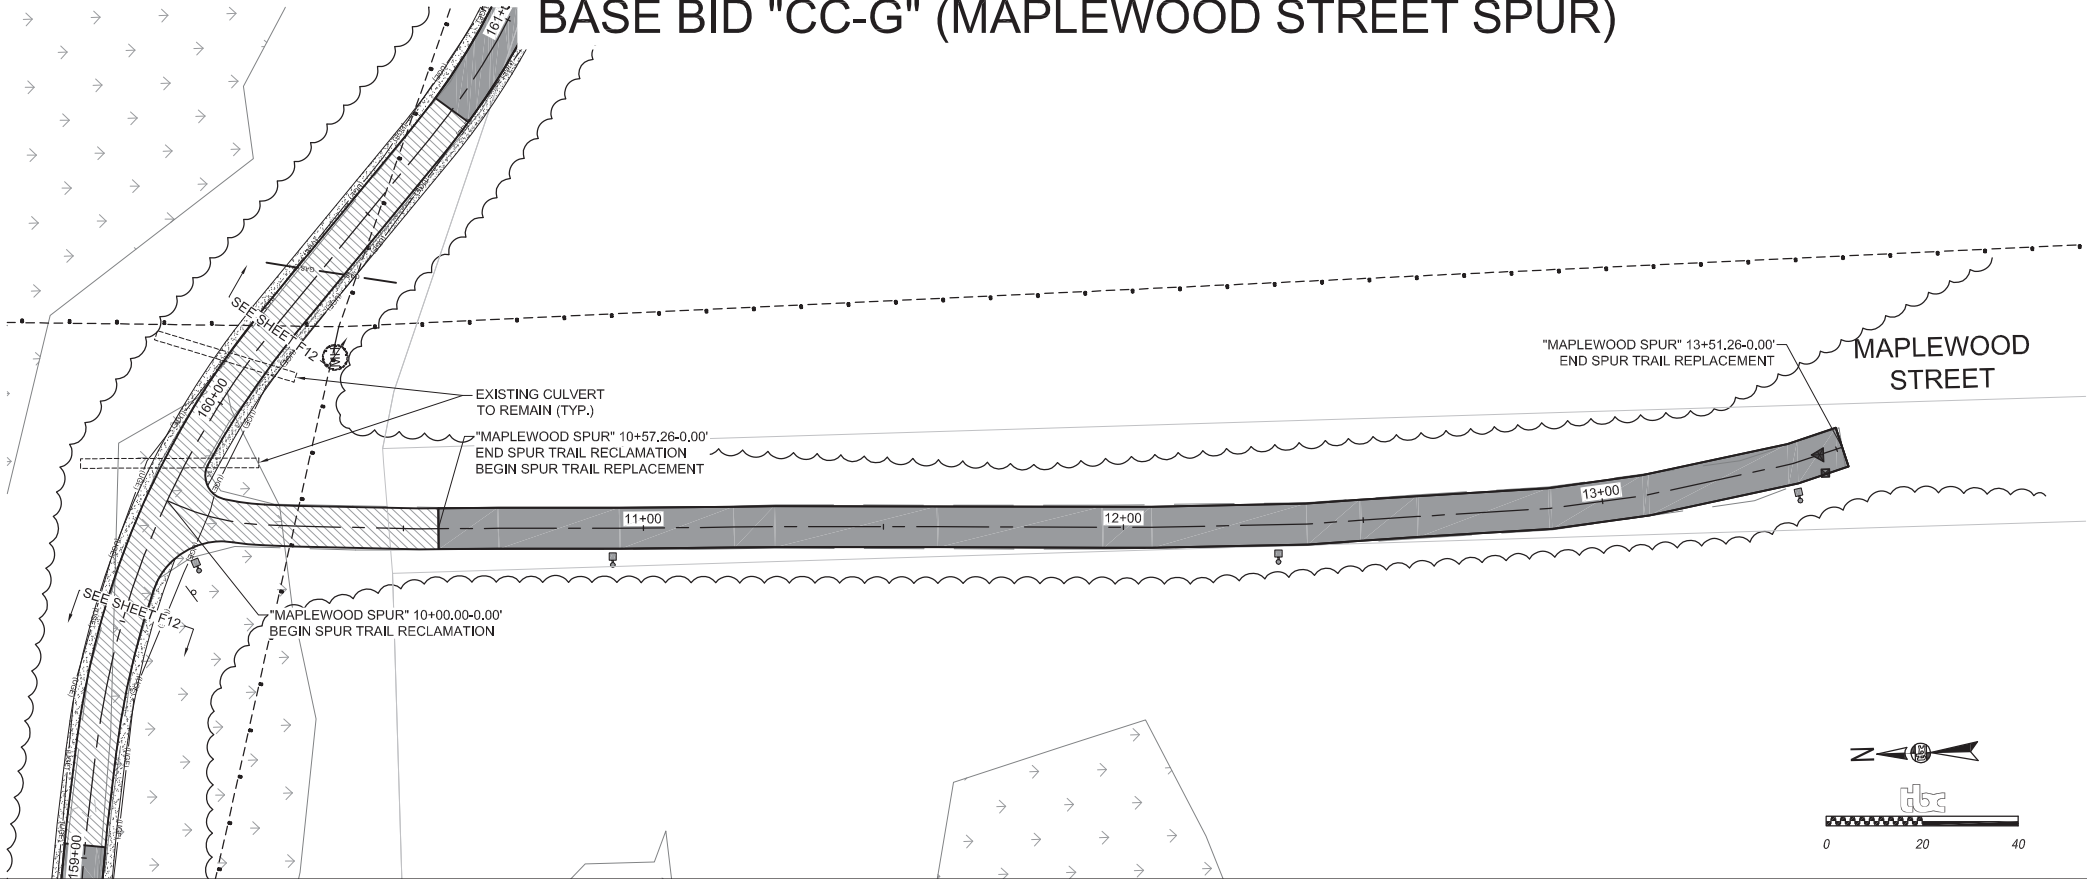 BASE BID "CC-G" (MAPLEWOOD STREET SPUR)
GAS
GAS
SEE SHEET F12
160+00
EXISTING CULVERT
TO REMAIN (TYP.)
"MAPLEWOOD SPUR" 10+57.26-0.00'
END SPUR TRAIL RECLAMATION
BEGIN SPUR TRAIL REPLACEMENT
"MAPLEWOOD SPUR" 13+51.26-0.00'
END SPUR TRAIL REPLACEMENT
MAPLEWOOD
STREET
11+00
12+00
13+00
SEE SHEET F12
"MAPLEWOOD SPUR" 10+00.00-0.00'
BEGIN SPUR TRAIL RECLAMATION
159+00
N
tbx
0 20 40